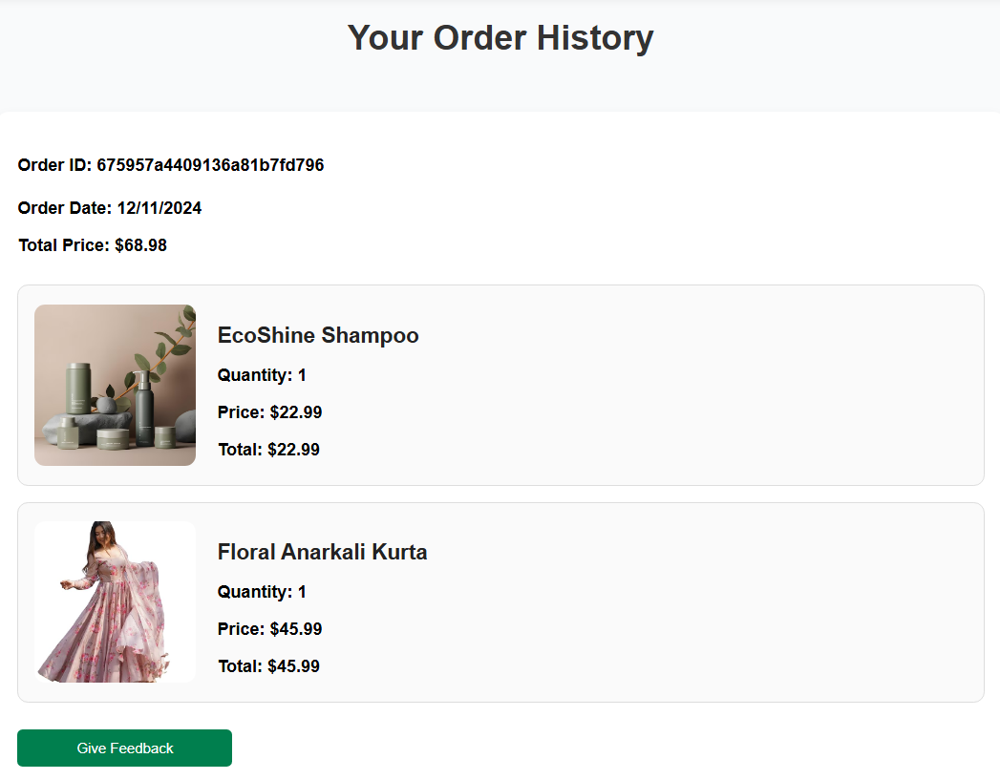 Your Order History
Order ID: 675957a4409136a81b7fd796
Order Date: 12/11/2024
Total Price: $68.98
EcoShine Shampoo
Quantity: 1
Price: $22.99
Total: $22.99
Floral Anarkali Kurta
Quantity: 1
Price: $45.99
Total: $45.99
Give Feedback